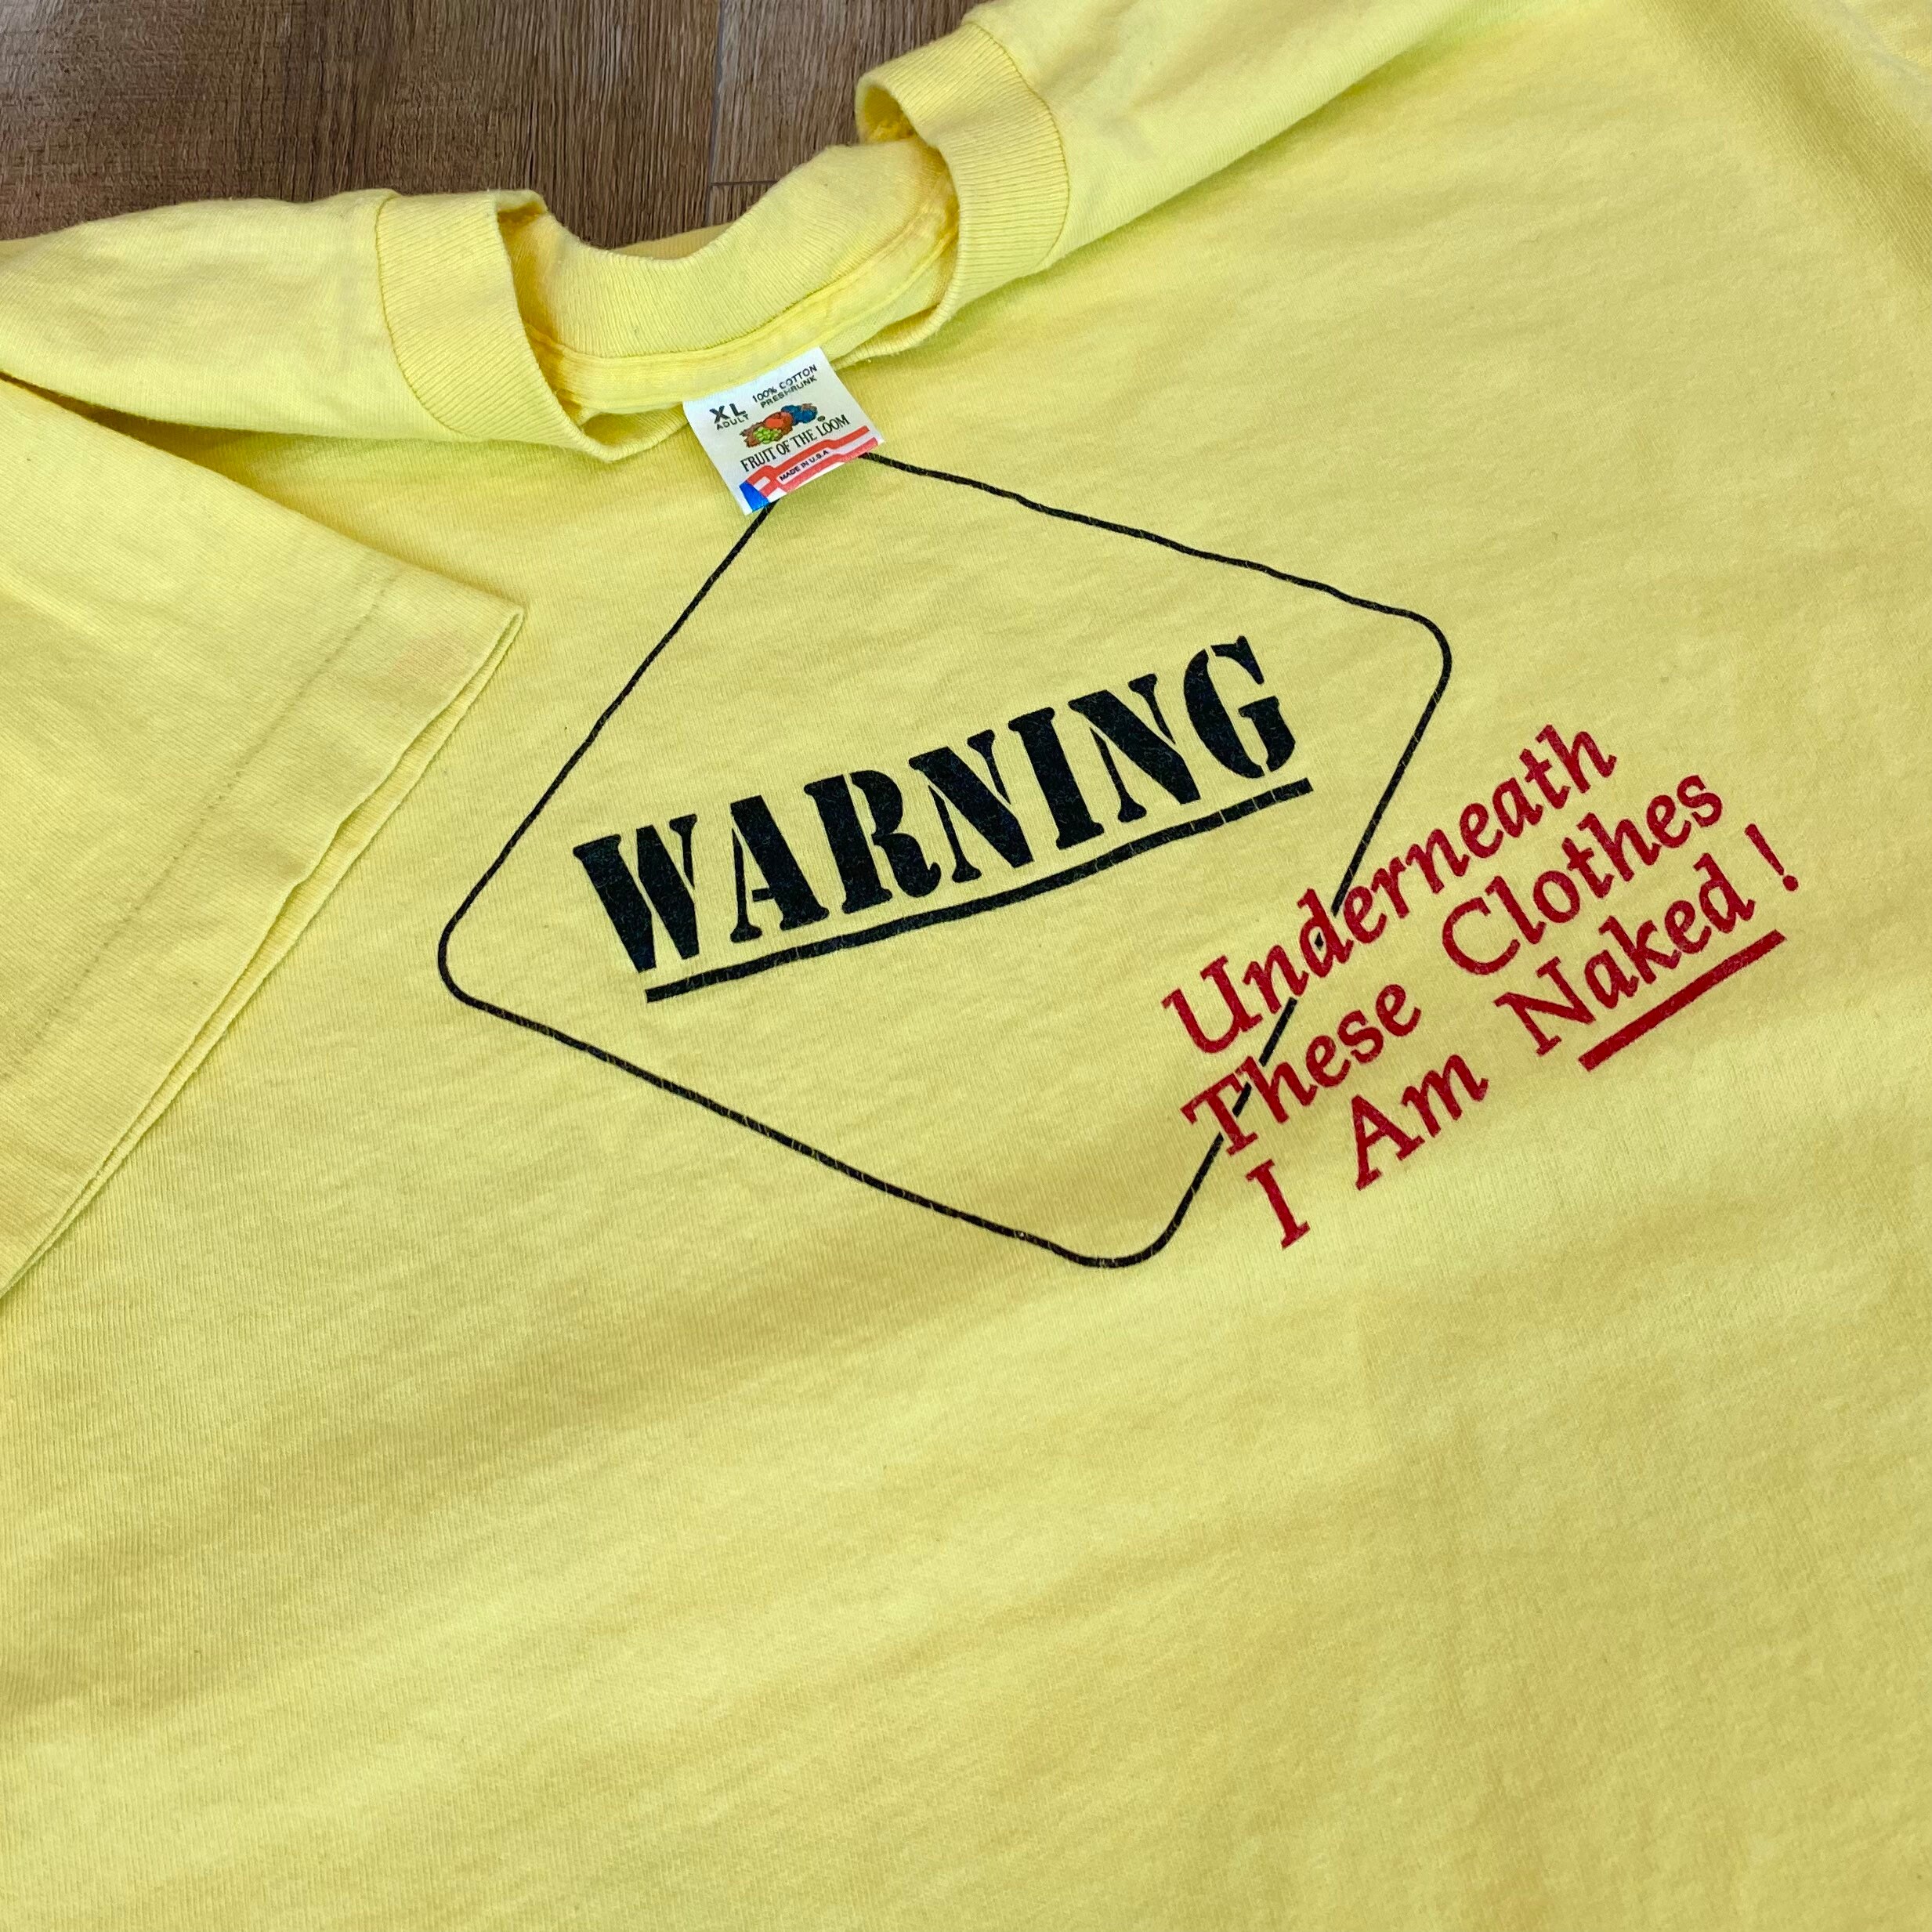 XL
ADULT
100% COTTON
PRESHRUNK
FRUIT OF THE LOOM
®
MADE IN U.S.A
WARNING
Underneath
These Clothes
I Am Naked !